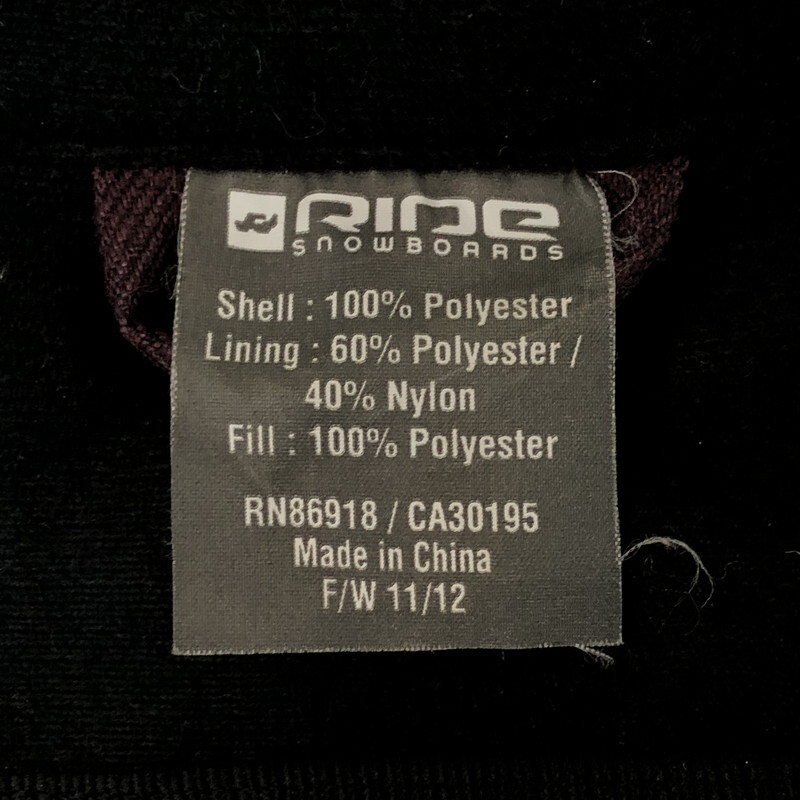 RIDE
SNOWBOARDS
Shell : 100% Polyester
Lining : 60% Polyester /
40% Nylon
Fill : 100% Polyester
RN86918 / CA30195
Made in China
F/W 11/12